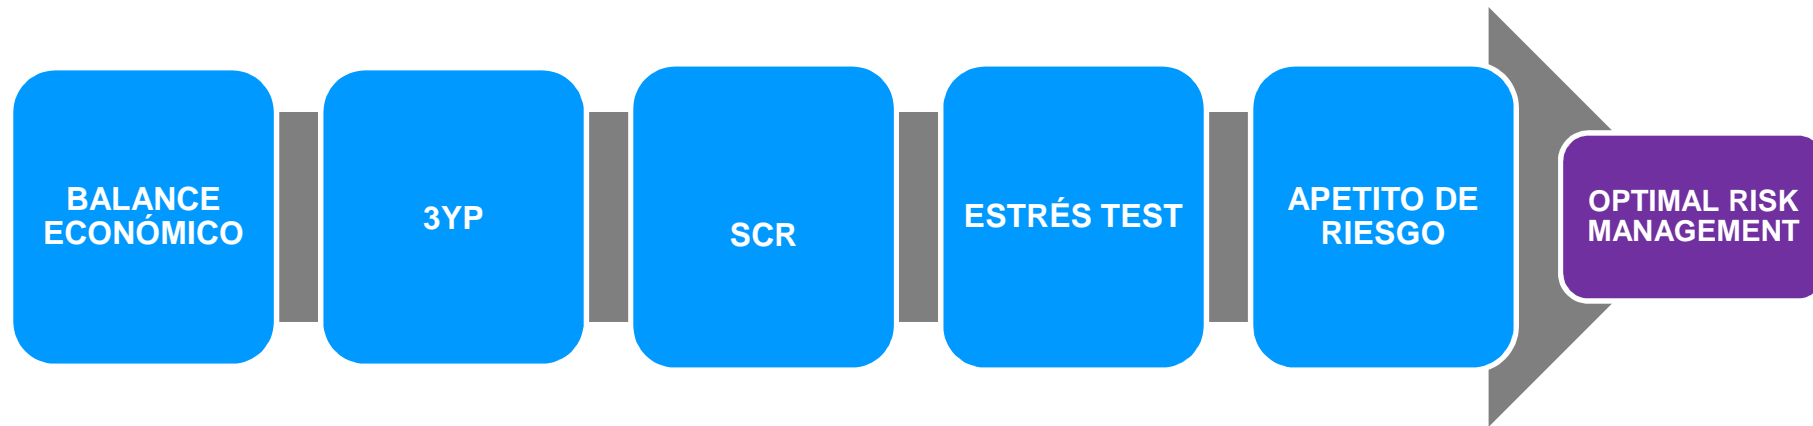 BALANCE
ECONÓMICO
3YP
SCR
ESTRÉS TEST
APETITO DE
RIESGO
OPTIMAL RISK
MANAGEMENT